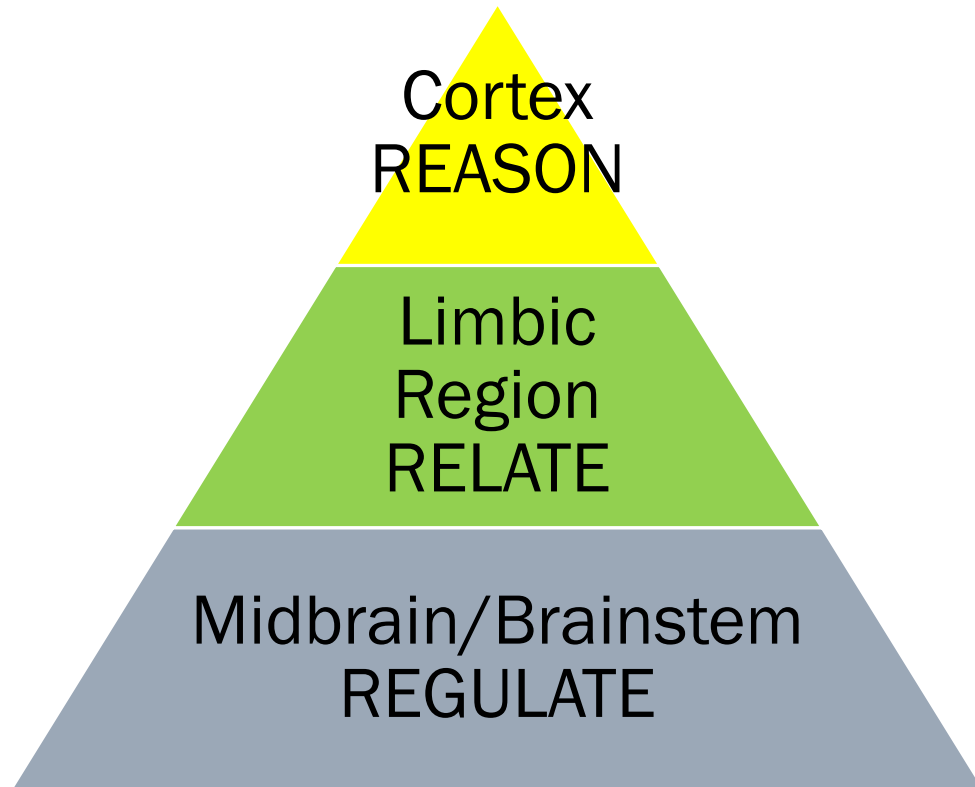 Cortex
REASON
Limbic
Region
RELATE
Midbrain/Brainstem
REGULATE